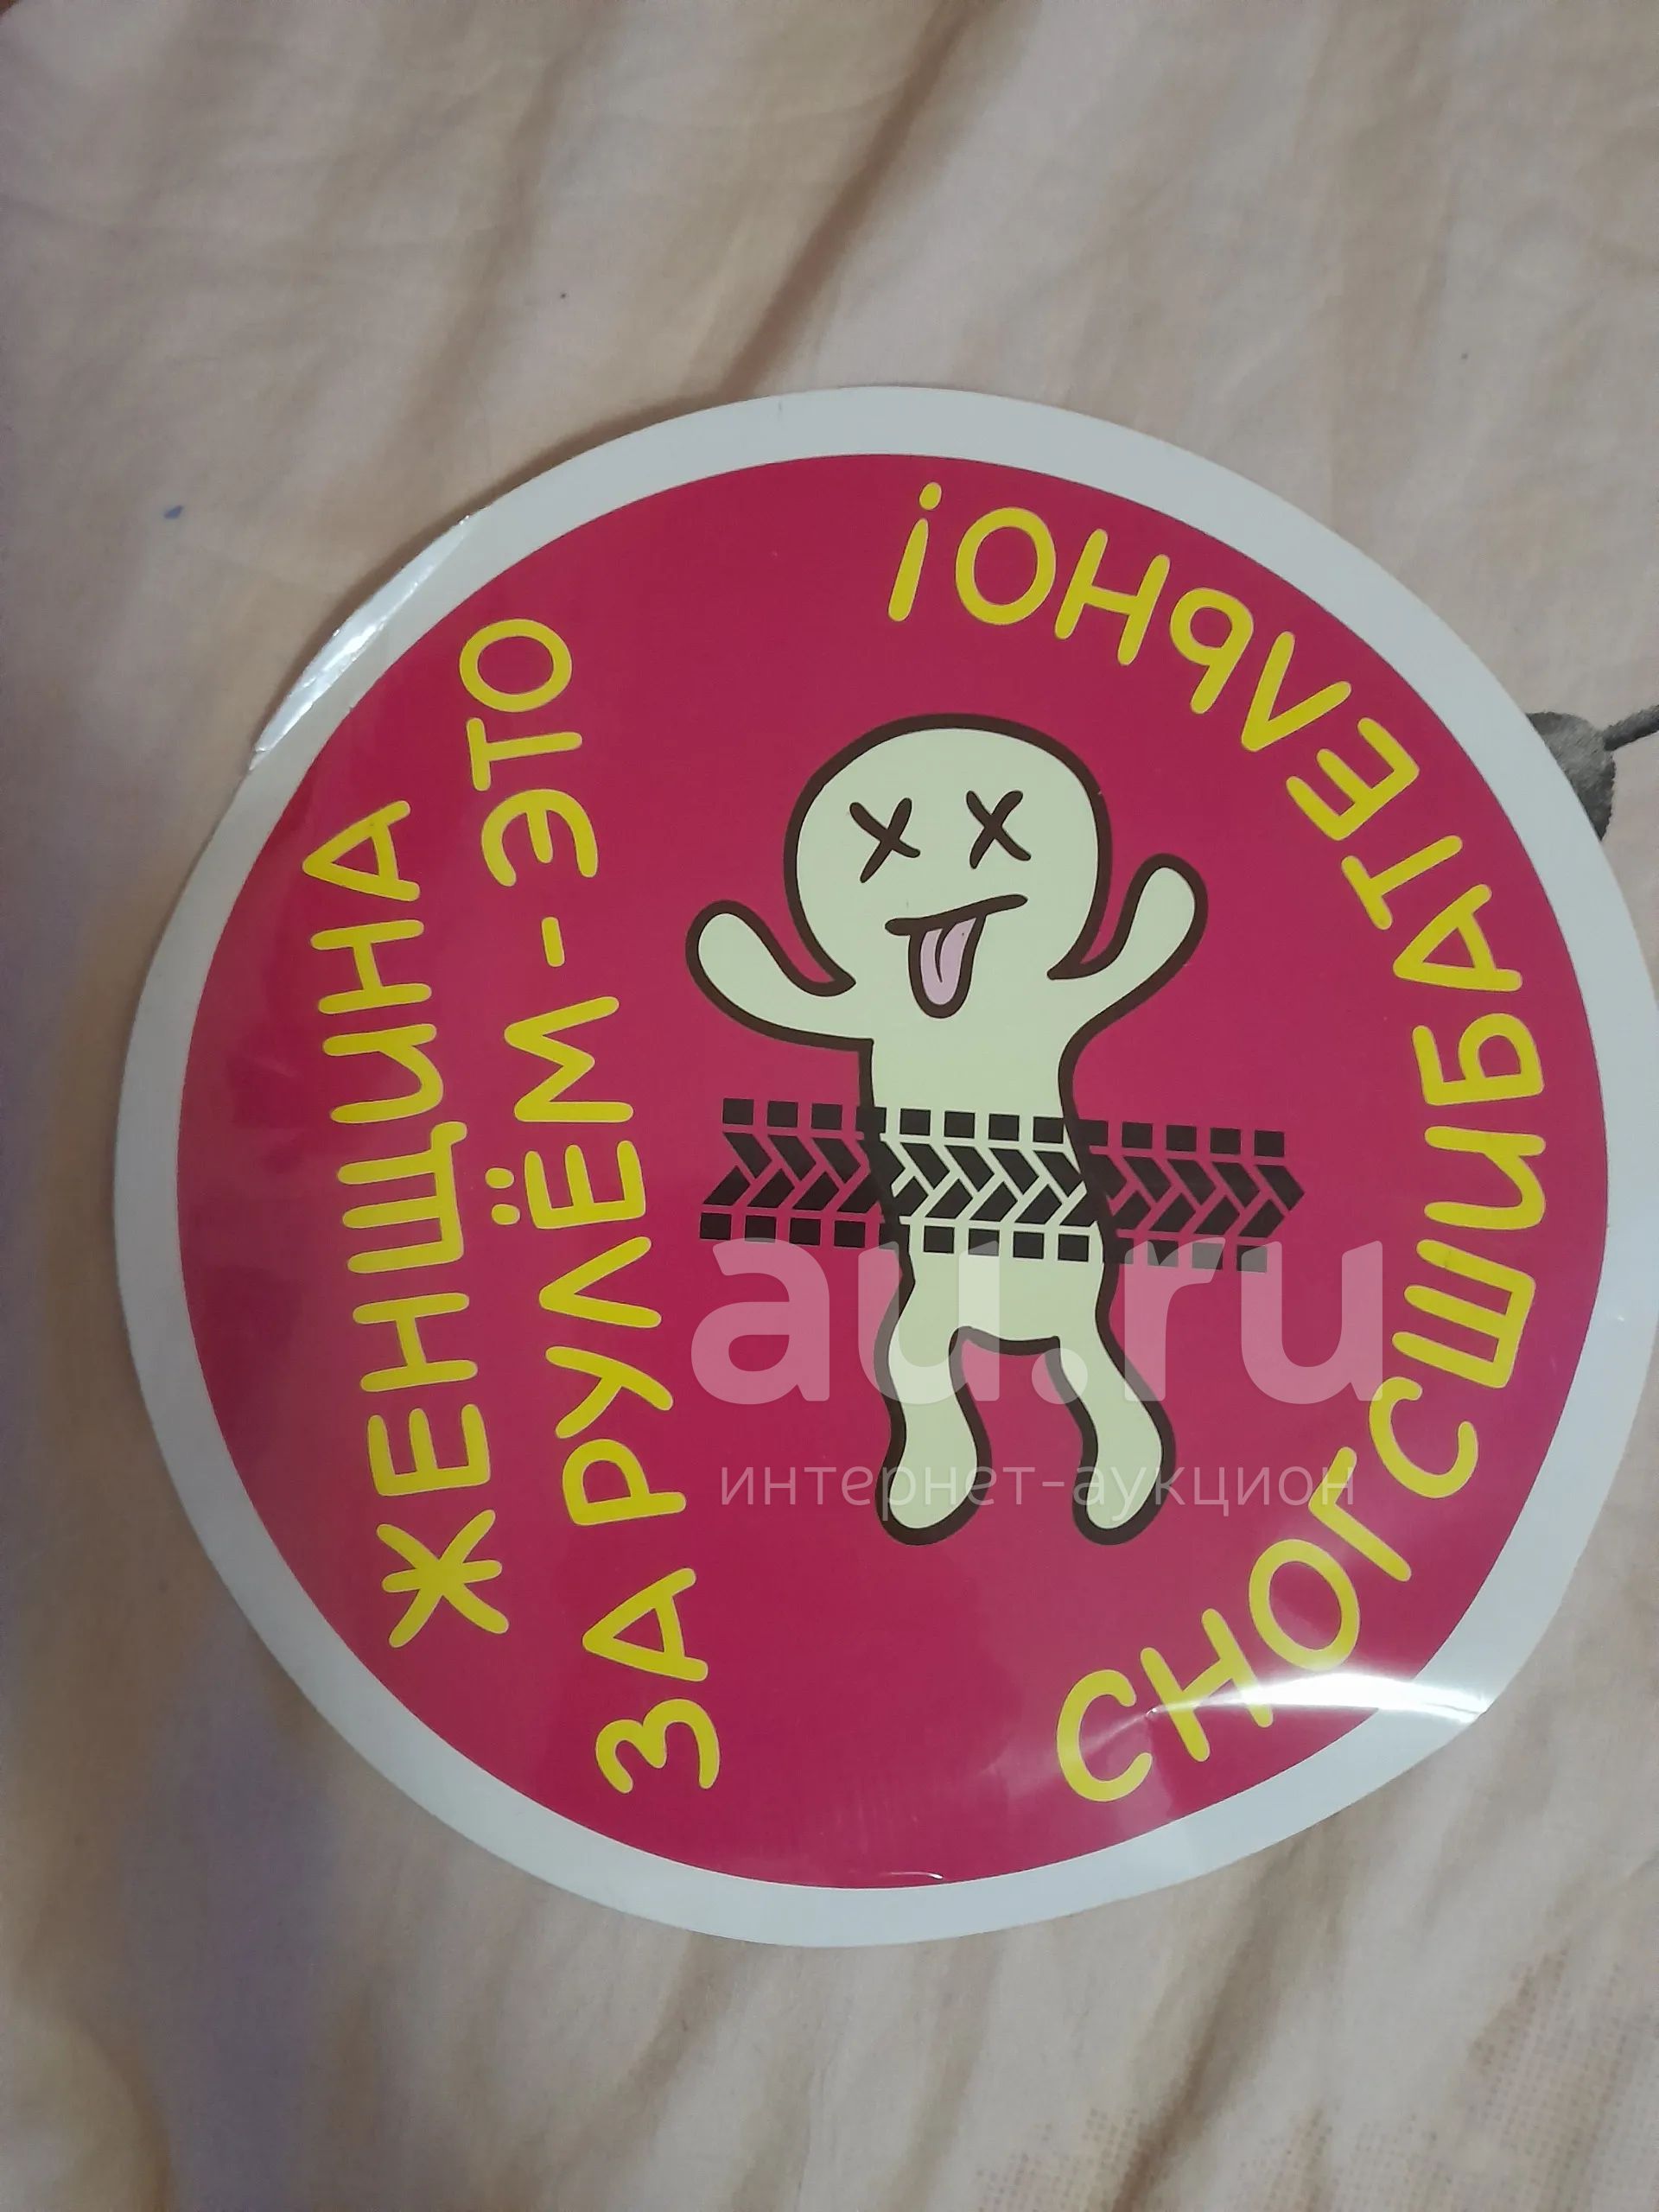 ЖЕНЩИНА
ЗА РУЛЁМ - ЭТО
СНОГСШИБАТЕЛЬНО!
au.ru
интернет-аукцион